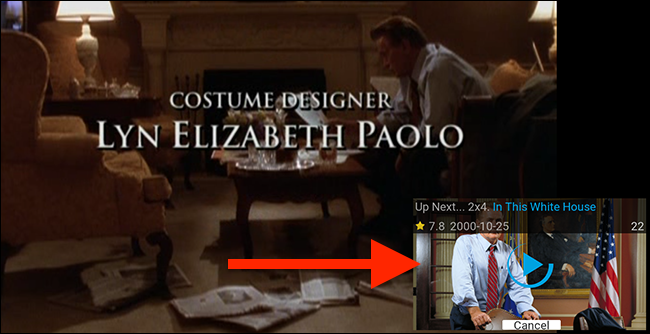 COSTUME DESIGNER
LYN ELIZABETH PAOLO
Up Next... 2x4. In This White House
7.8 2000-10-25 22
Cancel